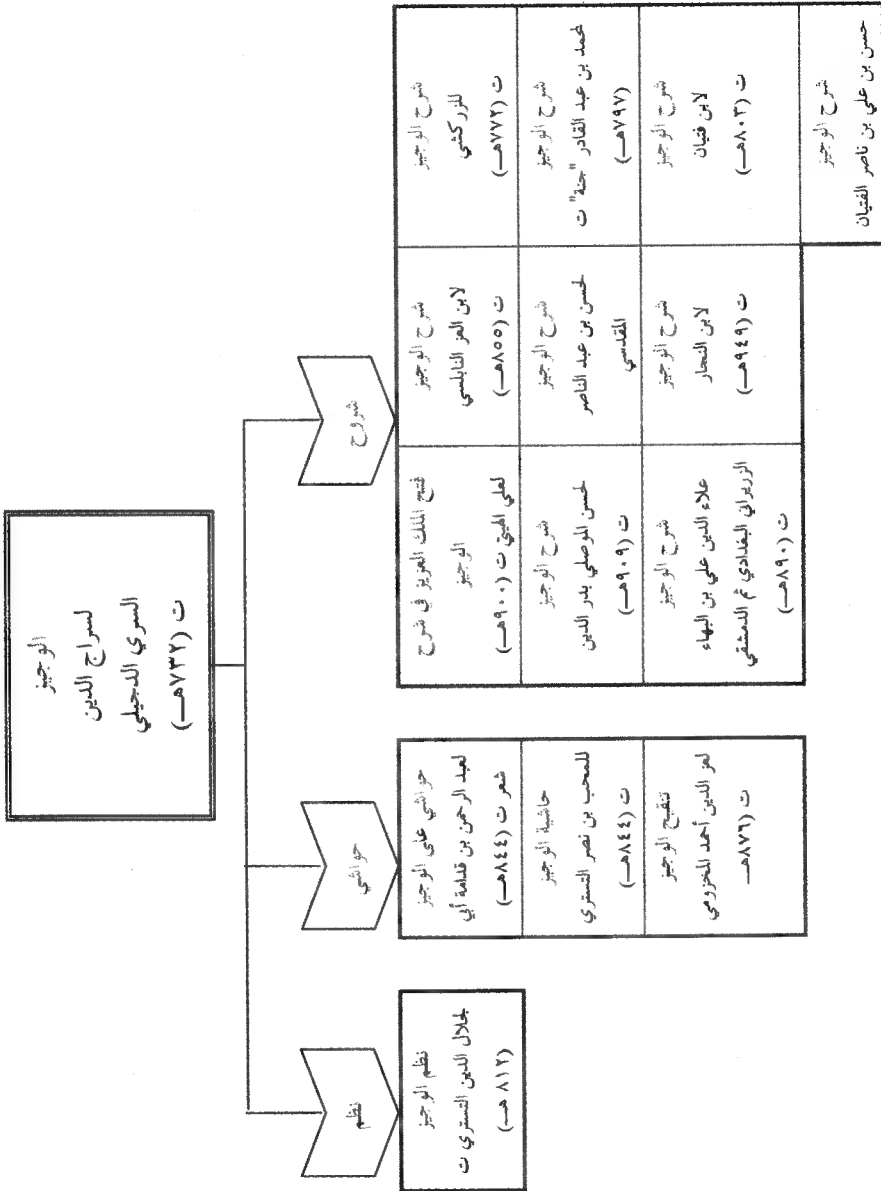 الوجيز
لسراج الدين
السري الدجيلي
ت (٧٣٢هـ)
شروح
شرح الوجيز
للزركشي
ت (٧٧٢هـ)
شرح الوجيز
لابن العز النابلسي
ت (٨٥٥هـ)
فتح الملك العزيز في شرح
الوجيز
لعلي الهيتي ت (٩٠٠هـ)
شرح الوجيز
لمحمد بن عبد القادر "جنة" ت
(٧٩٧هـ)
شرح الوجيز
لحسن بن عبد الناصر
المقدسي
شرح الوجيز
لحسن الموصلي بدر الدين
ت (٩٠٩هـ)
شرح الوجيز
لابن فتيان
ت (٨٠٣هـ)
شرح الوجيز
لابن النجار
ت (٩٤٩هـ)
شرح الوجيز
علاء الدين علي بن البهاء
الزريراني البغدادي ثم الدمشقي
ت (٨٩٠هـ)
شرح الوجيز
حسن بن علي بن ناصر الفتيان
حواشي
حواشي على الوجيز
لعبد الرحمن بن قدامة أبي
شعر ت (٨٤٤هـ)
حاشية الوجيز
للمحب بن نصر التستري
ت (٨٤٤هـ)
تنقيح الوجيز
لعز الدين أحمد المخزومي
ت (٨٧٦هـ
نظم
نظم الوجيز
لجلال الدين التستري ت
(٨١٢ هـ)